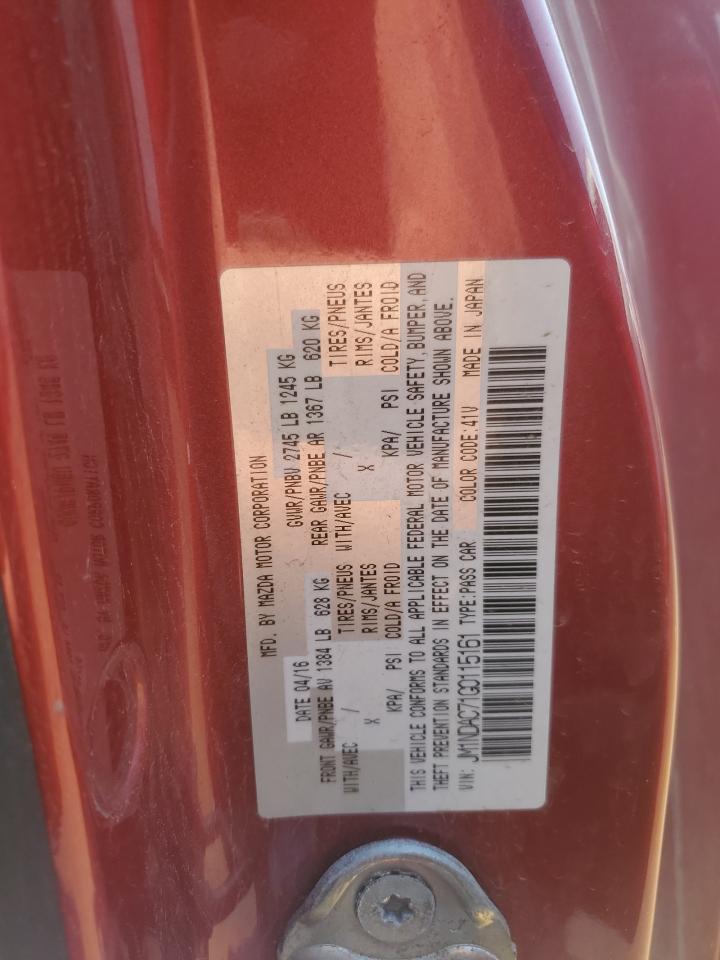 MFD. BY MAZDA MOTOR CORPORATION
DATE 04/16 GVWR/PNBV 2745 LB 1245 KG
FRONT GAWR/PNBE AV 1384 LB 628 KG REAR GAWR/PNBE AR 1367 LB 620 KG
WITH/AVEC / TIRES/PNEUS WITH/AVEC / TIRES/PNEUS
X RIMS/JANTES X RIMS/JANTES
KPA/ PSI COLD/A FROID KPA/ PSI COLD/A FROID
THIS VEHICLE CONFORMS TO ALL APPLICABLE FEDERAL MOTOR VEHICLE SAFETY, BUMPER, AND
THEFT PREVENTION STANDARDS IN EFFECT ON THE DATE OF MANUFACTURE SHOWN ABOVE.
VIN: JM1NDAC71G0115161 TYPE:PASS CAR COLOR CODE:41V MADE IN JAPAN